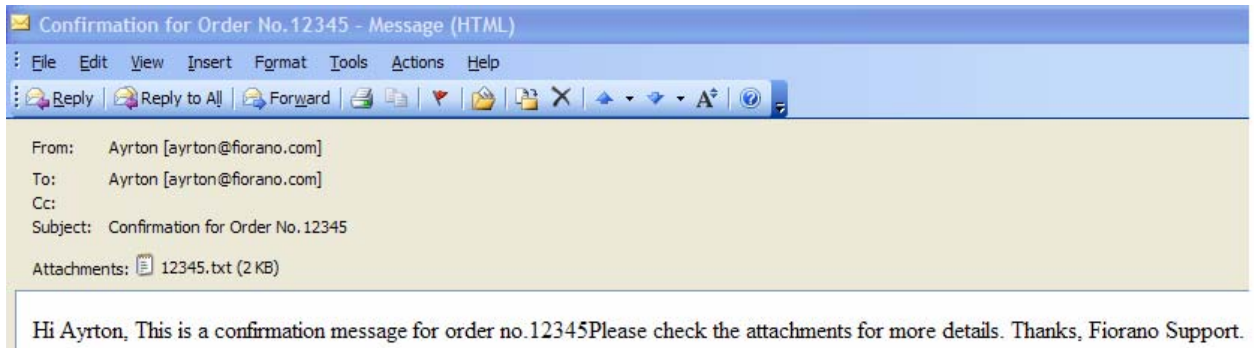 Confirmation for Order No.12345 - Message (HTML)
File Edit View Insert Format Tools Actions Help
Reply Reply to All Forward A
From: Ayrton [ayrton@fiorano.com]
To: Ayrton [ayrton@fiorano.com]
Cc:
Subject: Confirmation for Order No.12345
Attachments: 12345.txt (2 KB)
Hi Ayrton, This is a confirmation message for order no.12345Please check the attachments for more details. Thanks, Fiorano Support.